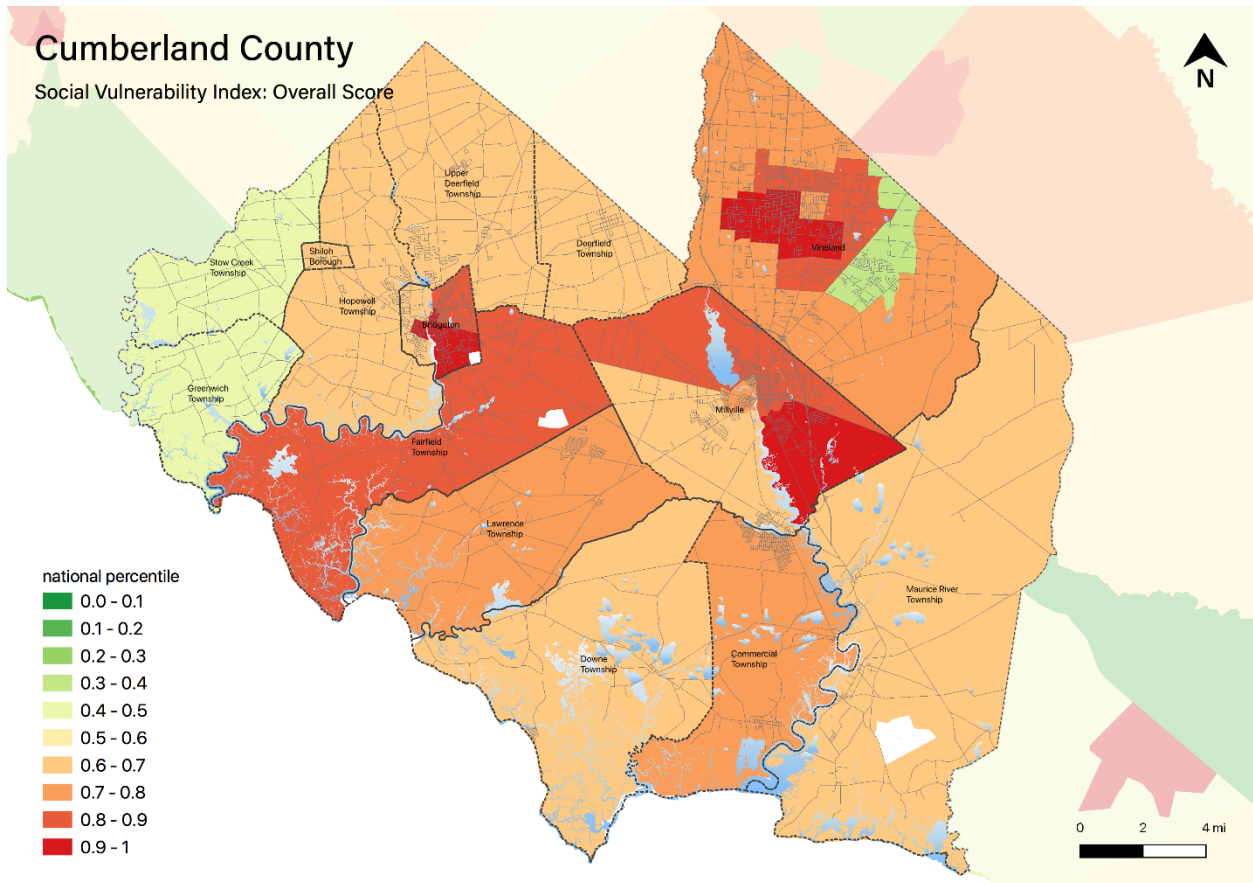 Cumberland County
Social Vulnerability Index: Overall Score
N
Upper
Deerfield
Township
Deerfield
Township
Shiloh
Borough
Stow Creek
Township
Hopewell
Township
Vineland
Bridgeton
Greenwich
Township
Millville
Fairfield
Township
Lawrence
Township
Maurice River
Township
Downe
Township
Commercial
Township
national percentile
0.0 - 0.1
0.1 - 0.2
0.2 - 0.3
0.3 - 0.4
0.4 - 0.5
0.5 - 0.6
0.6 - 0.7
0.7 - 0.8
0.8 - 0.9
0.9 - 1
0 2 4 mi